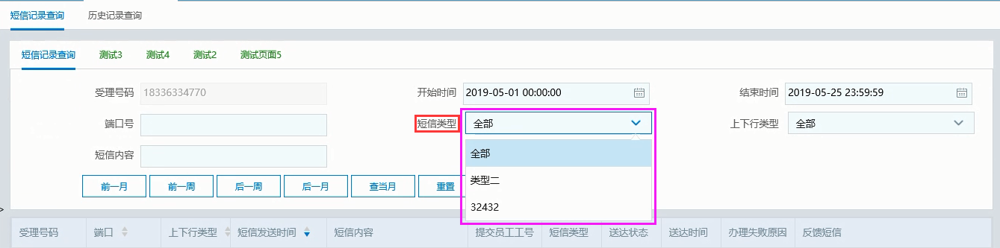 短信记录查询 历史记录查询
短信记录查询 测试3 测试4 测试2 测试页面5
受理号码 18336334770 开始时间 2019-05-01 00:00:00 结束时间 2019-05-25 23:59:59
端口号 短信类型 全部 上下行类型 全部
短信内容 全部
前一月 前一周 后一周 后一月 查当月 重置 类型二
32432
>
受理号码 端口 上下行类型 短信发送时间 短信内容 提交员工工号 短信类型 送达状态 送达时间 办理失败原因 反馈短信